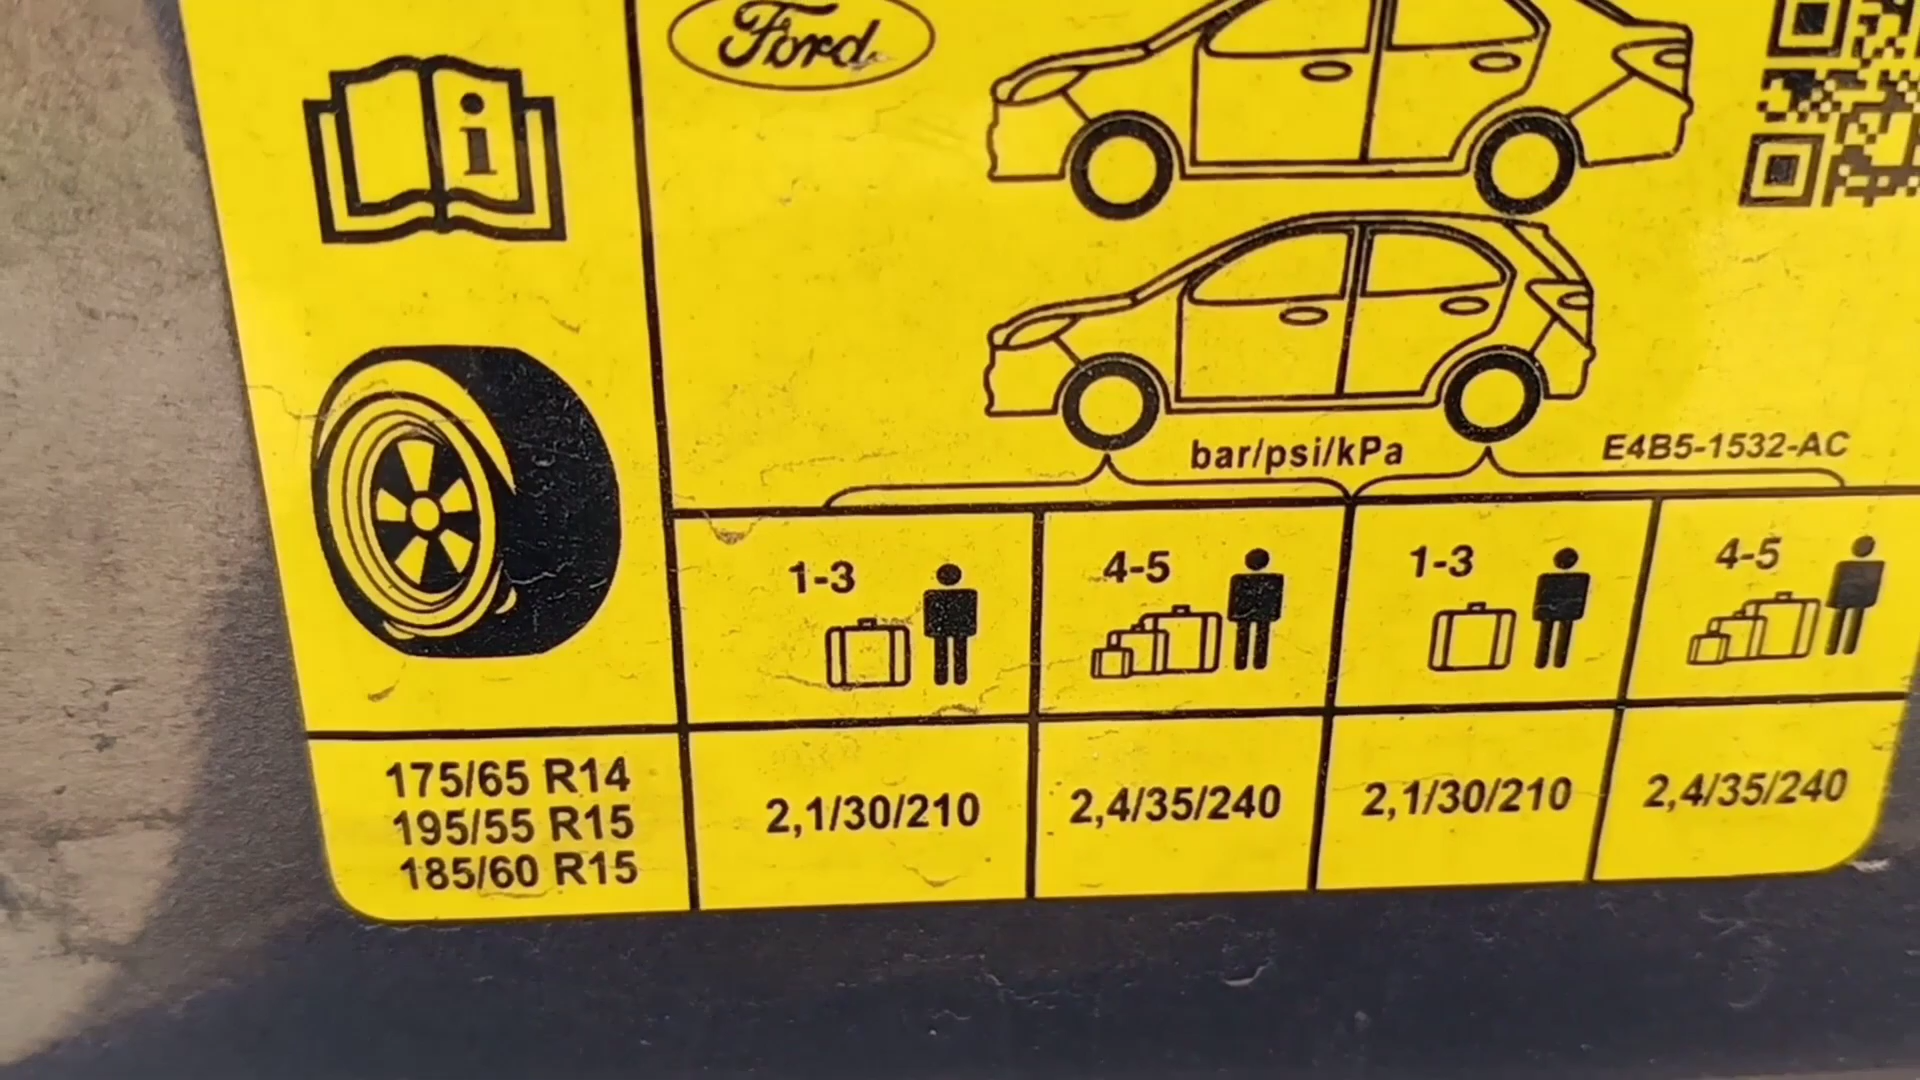 Ford
i
bar/psi/kPa
E4B5-1532-AC
1-3
4-5
1-3
4-5
175/65 R14
195/55 R15
185/60 R15
2,1/30/210
2,4/35/240
2,1/30/210
2,4/35/240